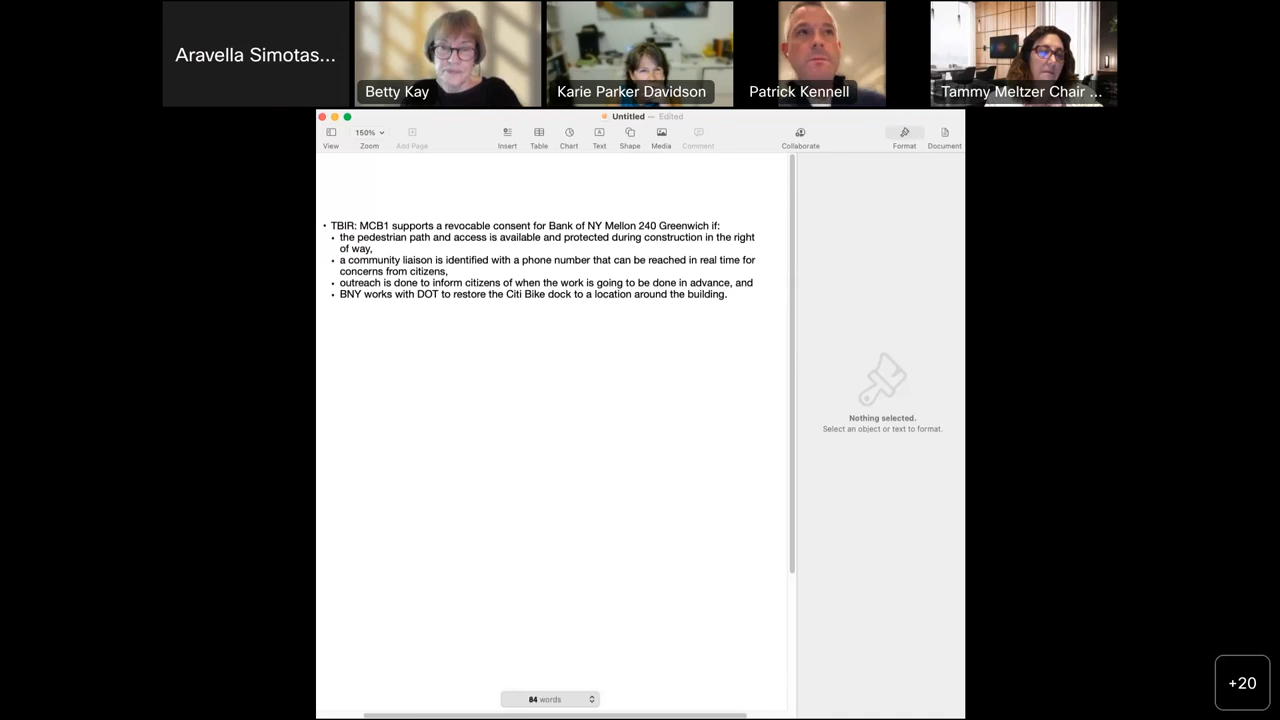 Aravella Simotas...
Betty Kay
Karie Parker Davidson
Patrick Kennell
Tammy Meltzer Chair ...
Untitled — Edited
150%
View
Zoom
Add Page
Insert
Table
Chart
Text
Shape
Media
Comment
Collaborate
Format
Document
• TBIR: MCB1 supports a revocable consent for Bank of NY Mellon 240 Greenwich if:
• the pedestrian path and access is available and protected during construction in the right
of way,
• a community liaison is identified with a phone number that can be reached in real time for
concerns from citizens,
• outreach is done to inform citizens of when the work is going to be done in advance, and
• BNY works with DOT to restore the Citi Bike dock to a location around the building.
Nothing selected.
Select an object or text to format.
84 words
+20